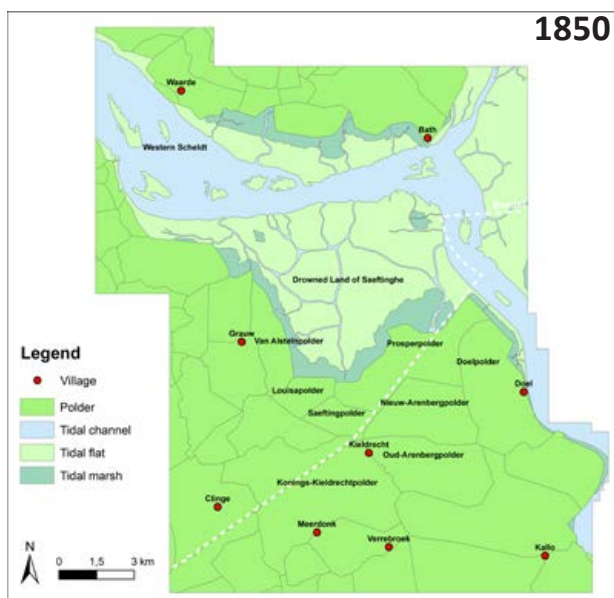 1850
Waarde
Bath
Western Scheldt
Drowned Land of Saeftinghe
Grauw
Van Alsteinpolder
Prosperpolder
Doelpolder
Legend
Village
Polder
Tidal channel
Tidal flat
Tidal marsh
Louisapolder
Doel
Saeftingpolder
Nieuw-Arenbergpolder
Kieldrecht
Oud-Arenbergpolder
Konings-Kieldrechtpolder
Clinge
Meerdonk
Verrebroek
Kallo
N
0 1,5 3 km